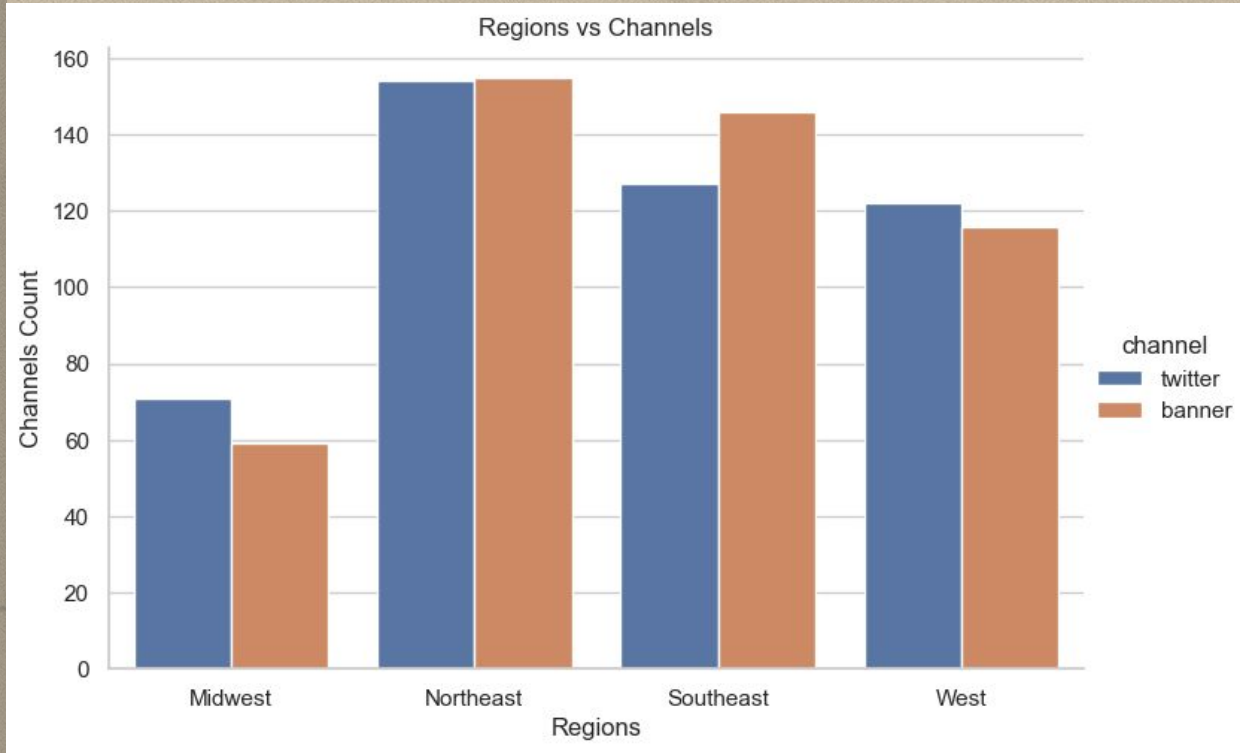 Regions vs Channels
160
140
120
100
80
60
40
20
0
Channels Count
Midwest Northeast Southeast West
Regions
channel
twitter
banner